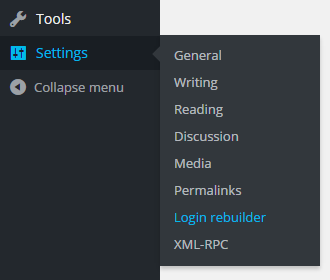 Tools
Settings
Collapse menu
General
Writing
Reading
Discussion
Media
Permalinks
Login rebuilder
XML-RPC